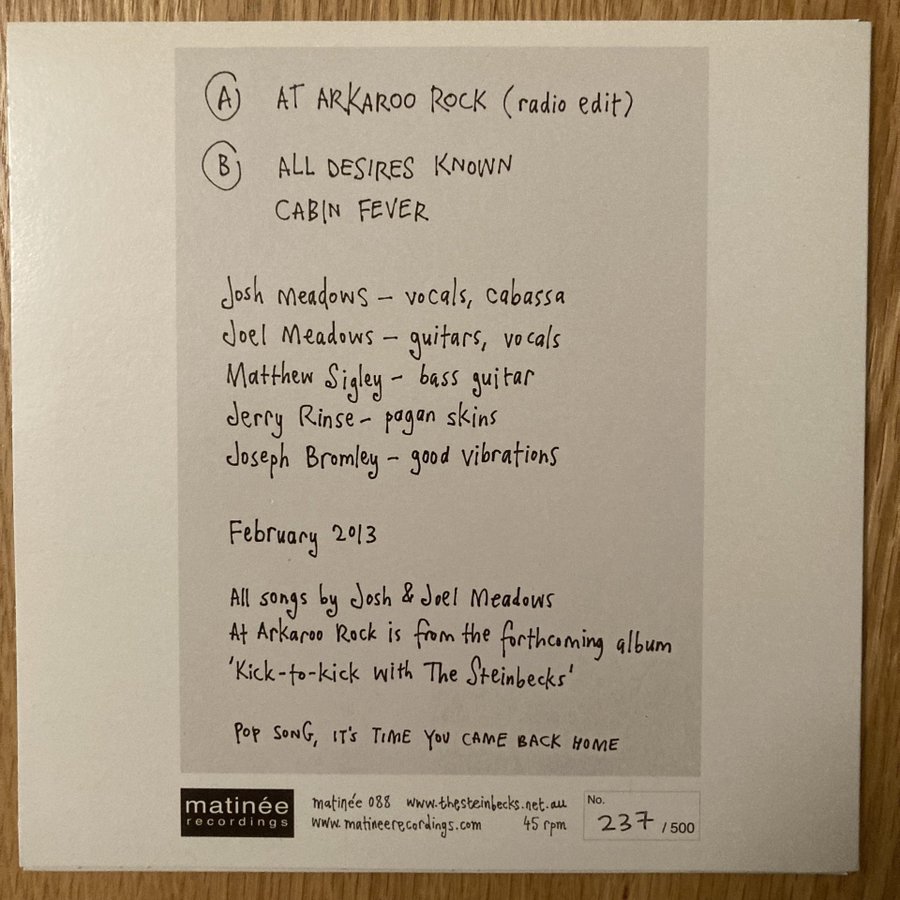 A AT ARKAROO ROCK (radio edit)
B ALL DESIRES KNOWN
CABIN FEVER
Josh Meadows – vocals, cabassa
Joel Meadows – guitars, vocals
Matthew Sigley – bass guitar
Jerry Rinse – pagan skins
Joseph Bromley – good vibrations
February 2013
All songs by Josh & Joel Meadows
At Arkaroo Rock is from the forthcoming album
'Kick-to-kick with The Steinbecks'
POP SONG, IT'S TIME YOU CAME BACK HOME
matinée
recordings
matinée 088 www.thesteinbecks.net.au
www.matineerecordings.com 45 rpm
No.
237 / 500